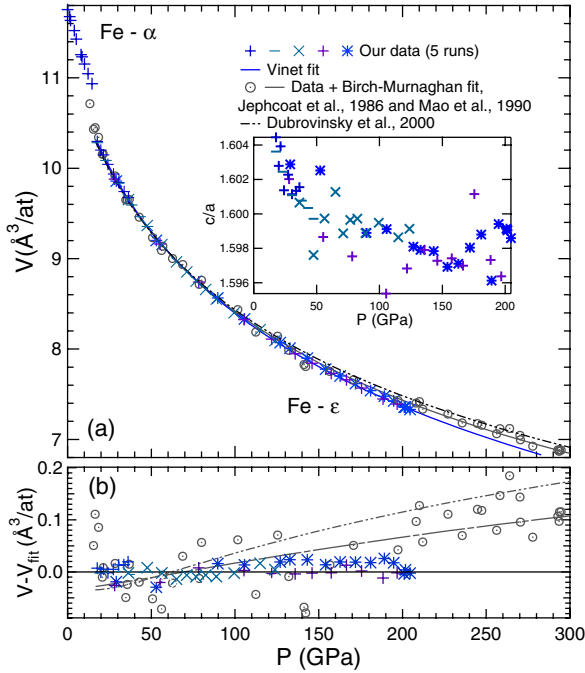 (a)
Fe - α
Our data (5 runs)
Vinet fit
Data + Birch-Murnaghan fit,
Jephcoat et al., 1986 and Mao et al., 1990
Dubrovinsky et al., 2000
11
10
9
8
7
V(Å³/at)
1.604
1.602
1.600
1.598
1.596
c/a
0
50
100
150
200
P (GPa)
Fe - ε
(a)
(b)
0.2
0.1
0.0
V-Vfit(Å³/at)
0
50
100
150
200
250
300
P (GPa)